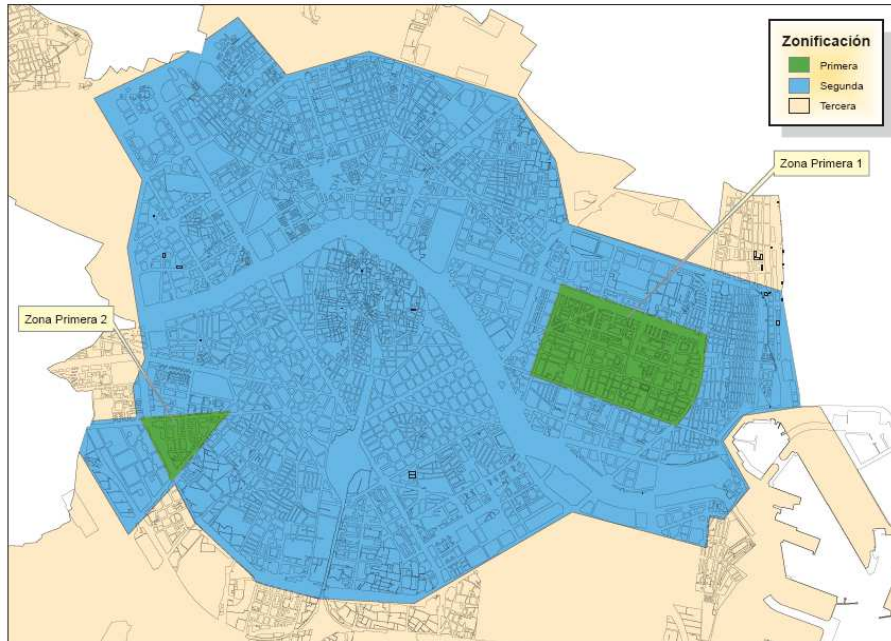 Zonificación
Primera
Segunda
Tercera
Zona Primera 1
Zona Primera 2